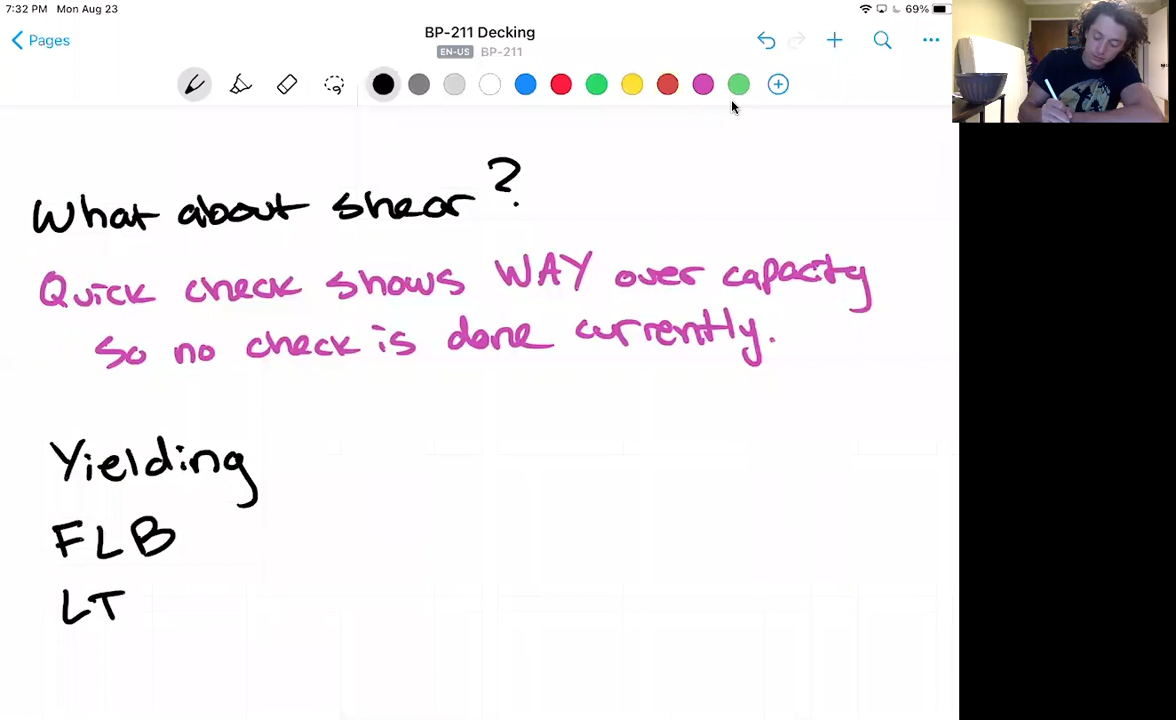 7:32 PM Mon Aug 23
69%
Pages
BP-211 Decking
EN-US BP-211
What about shear?
Quick check shows WAY over capacity
so no check is done currently.
Yielding
FLB
LT